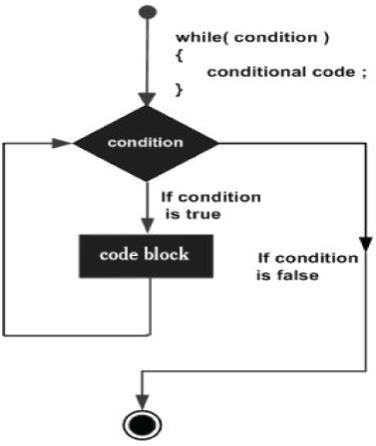 while( condition )
{
conditional code ;
}
condition
If condition
is true
code block
If condition
is false